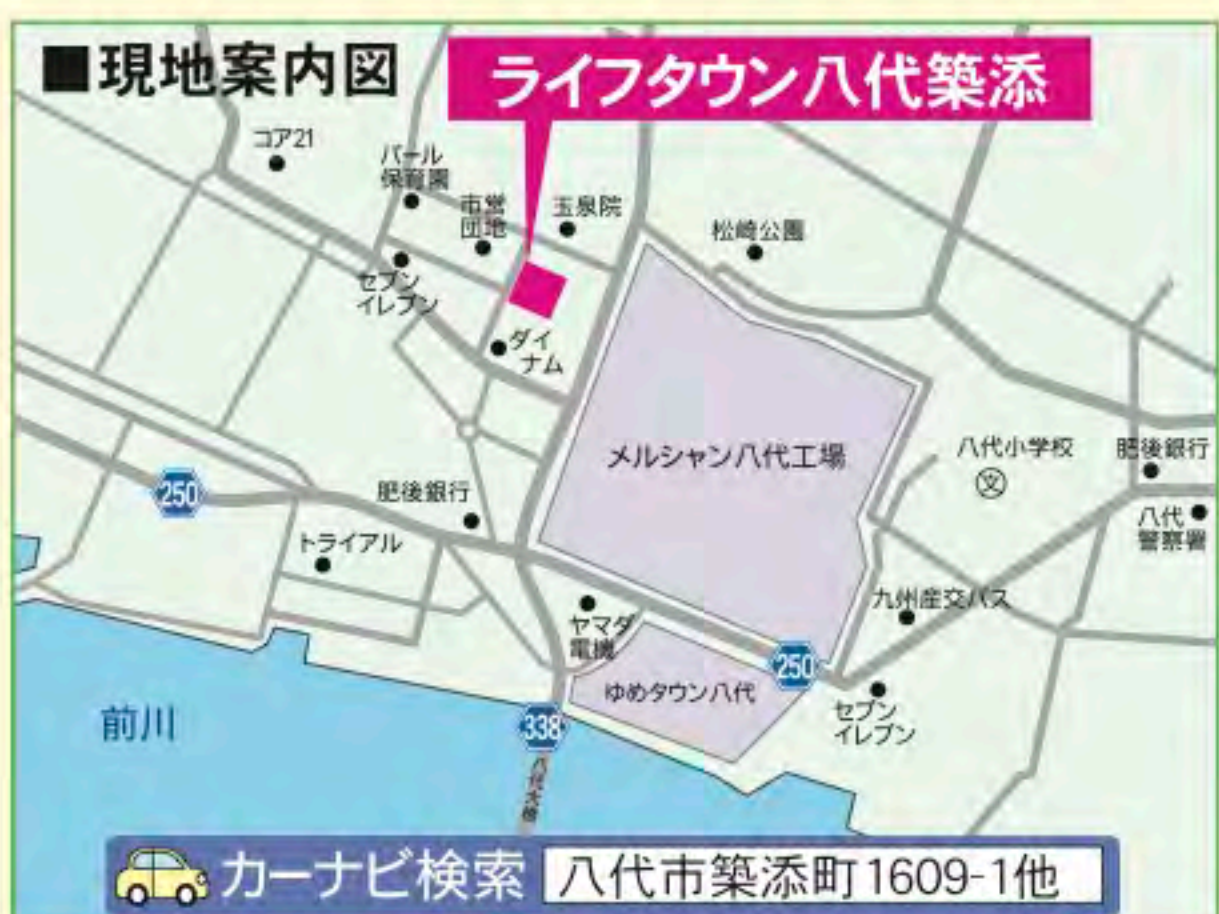 ■現地案内図
ライフタウン八代築添
コア21
パール
保育園
市営
団地
玉泉院
松崎公園
セブン
イレブン
ダイ
ナム
メルシャン八代工場
八代小学校
文
肥後銀行
八代
警察署
250
肥後銀行
トライアル
九州産交バス
ヤマダ
電機
250
ゆめタウン八代
セブン
イレブン
前川
338
八代大橋
カーナビ検索 八代市築添町1609-1他